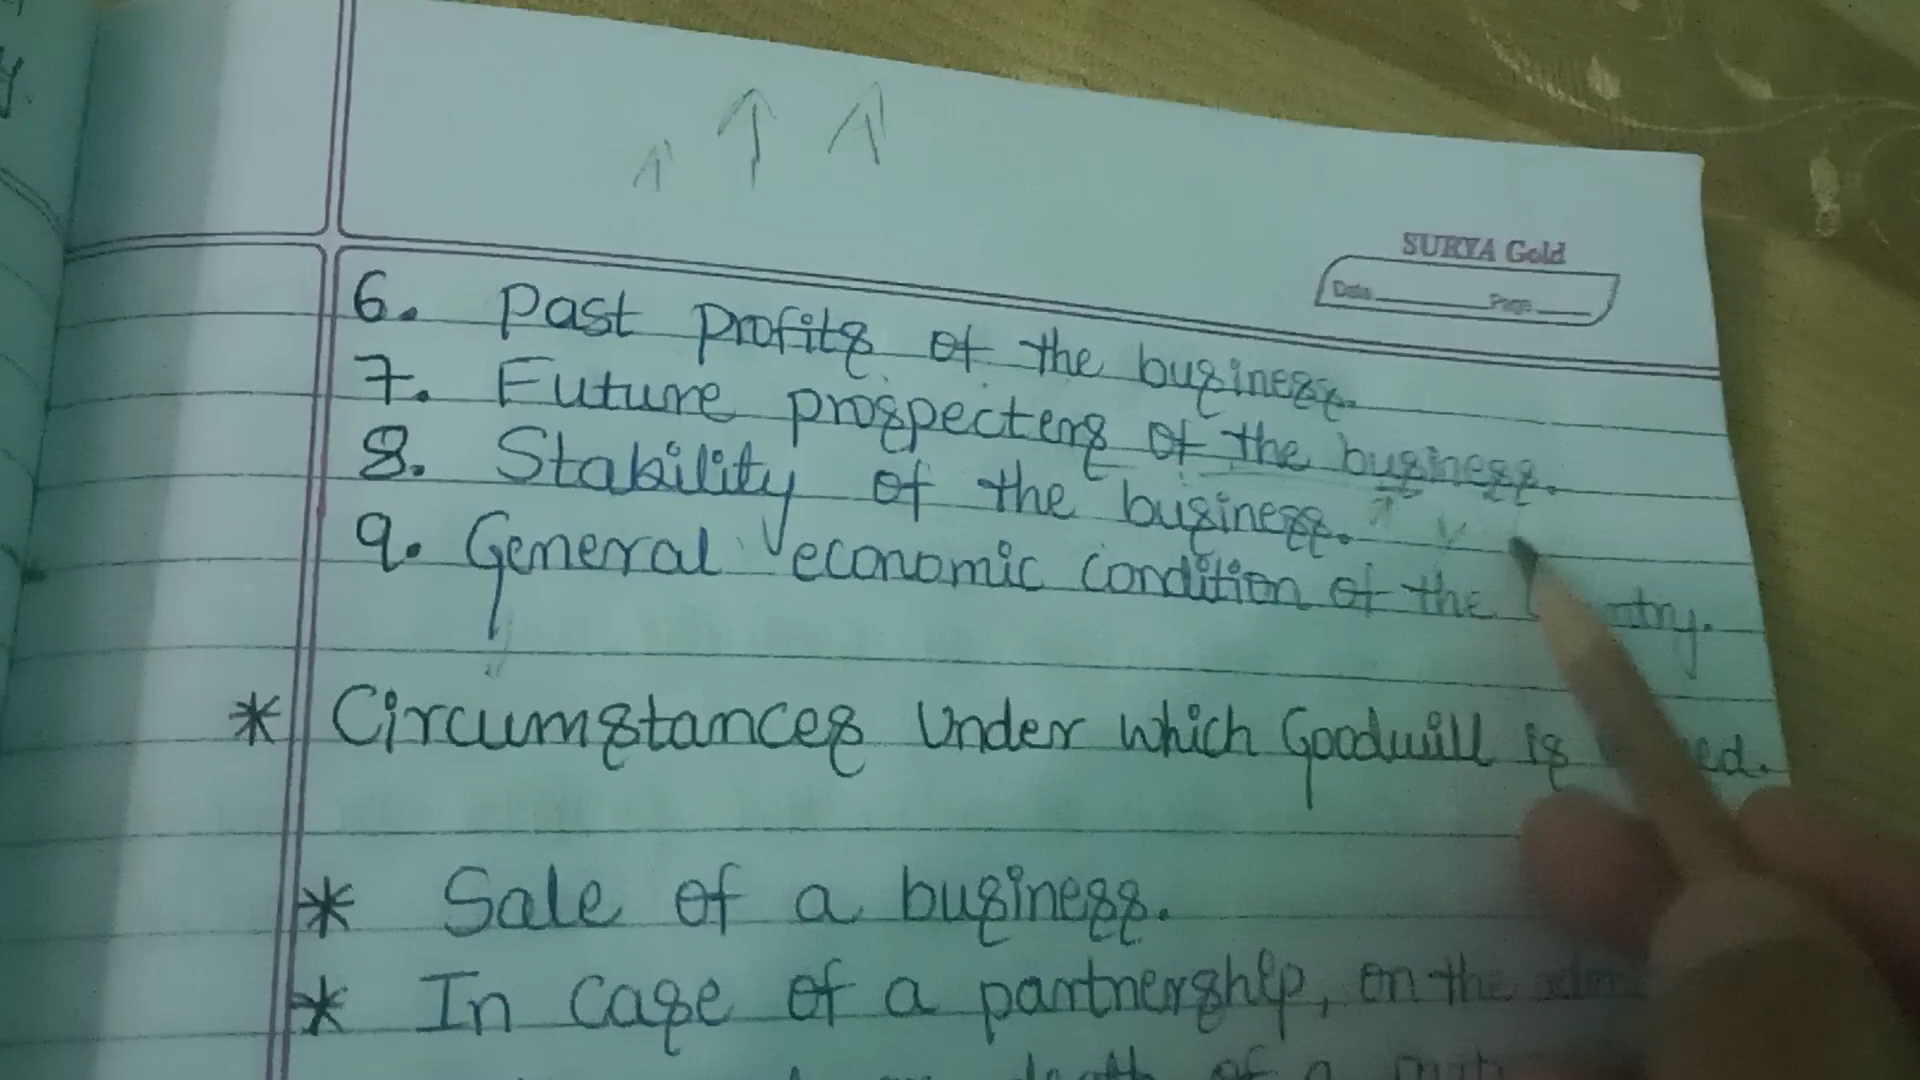 SURYA Gold
Date Page
6. Past profits of the business.
7. Future prospecters of the business.
8. Stability of the business.
9. General economic condition of the
* Circumstances Under which Goodwill is
* Sale of a business.
* In case of a partnership, on the
death of a